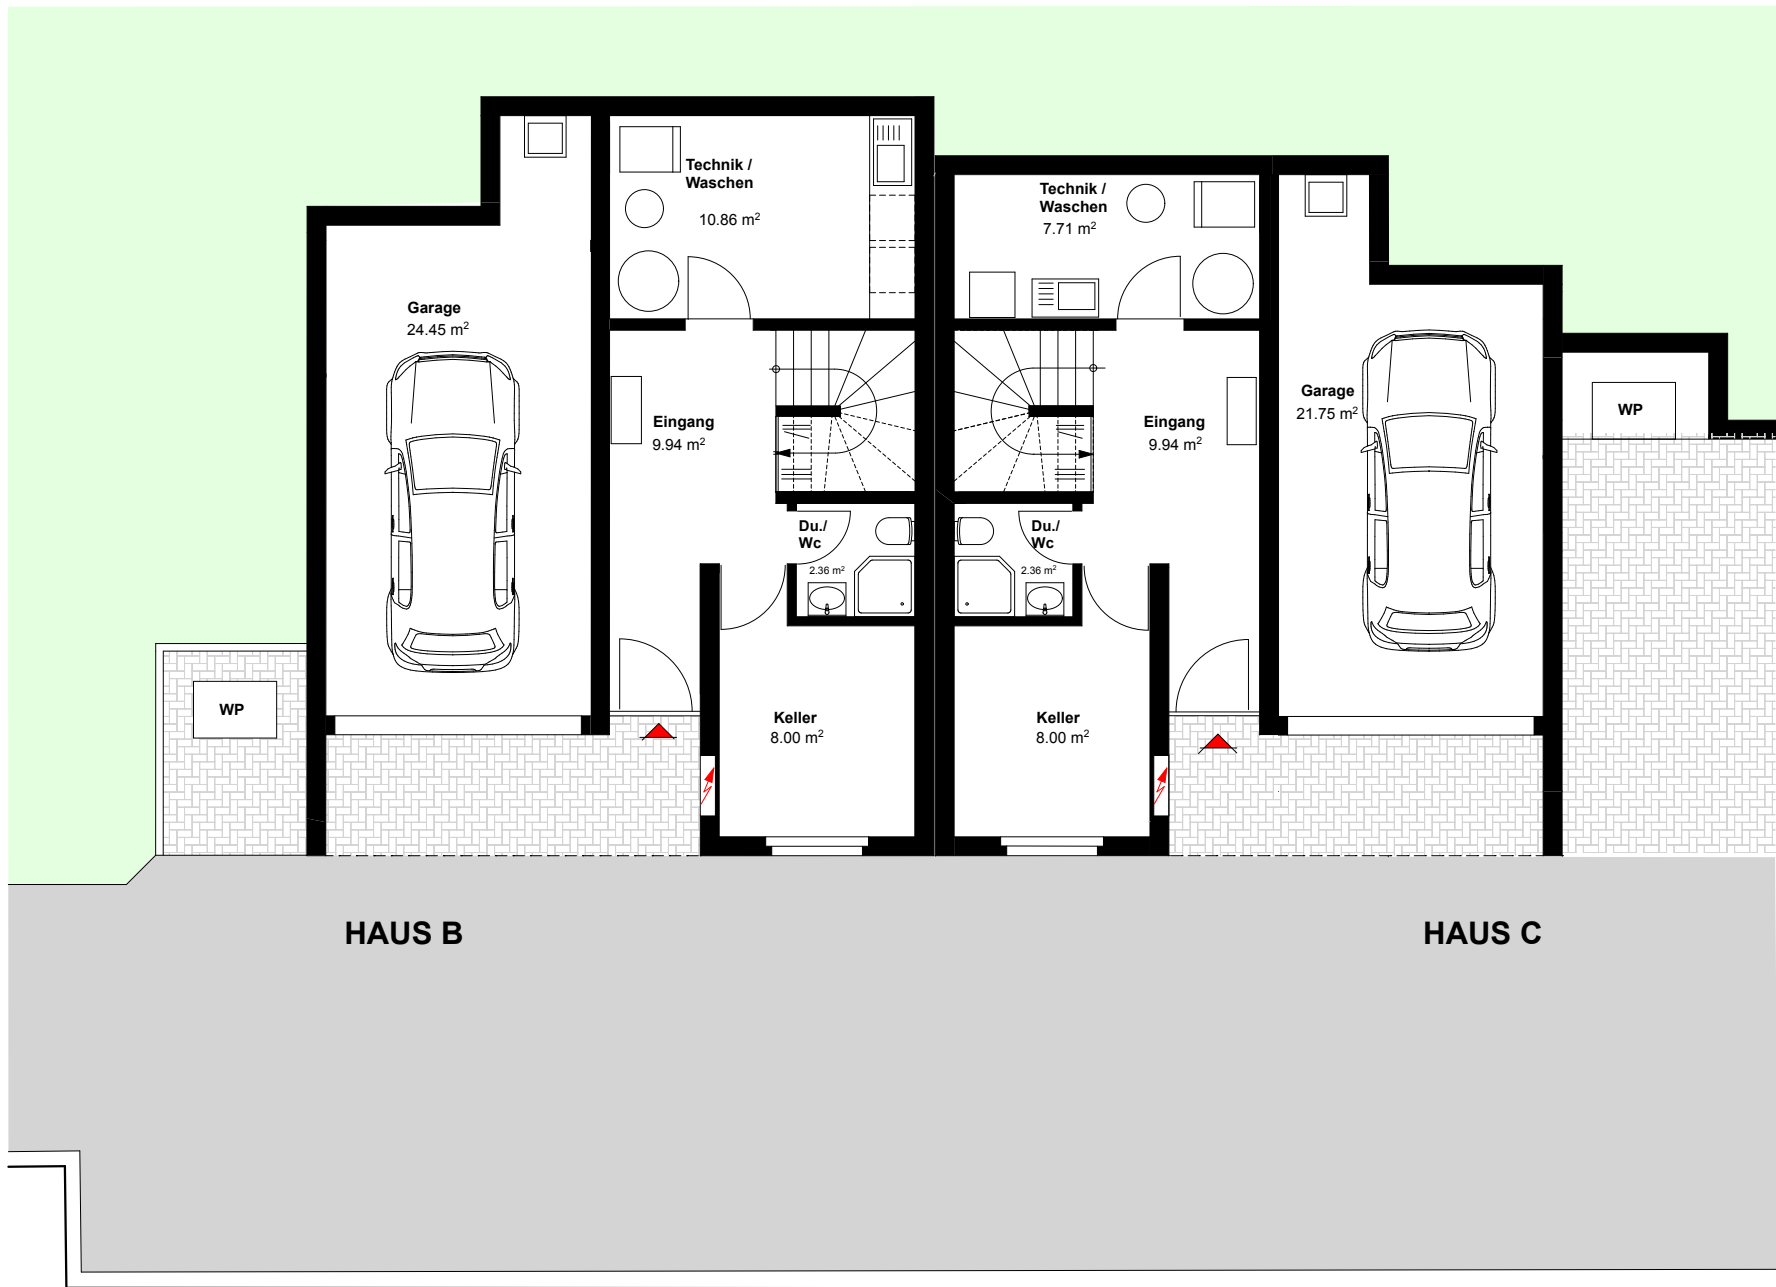 Technik /
Waschen
10.86 m²
Technik /
Waschen
7.71 m²
Garage
24.45 m²
Eingang
9.94 m²
Eingang
9.94 m²
Garage
21.75 m²
WP
Du./
Wc
2.36 m²
Du./
Wc
2.36 m²
WP
Keller
8.00 m²
Keller
8.00 m²
HAUS B
HAUS C